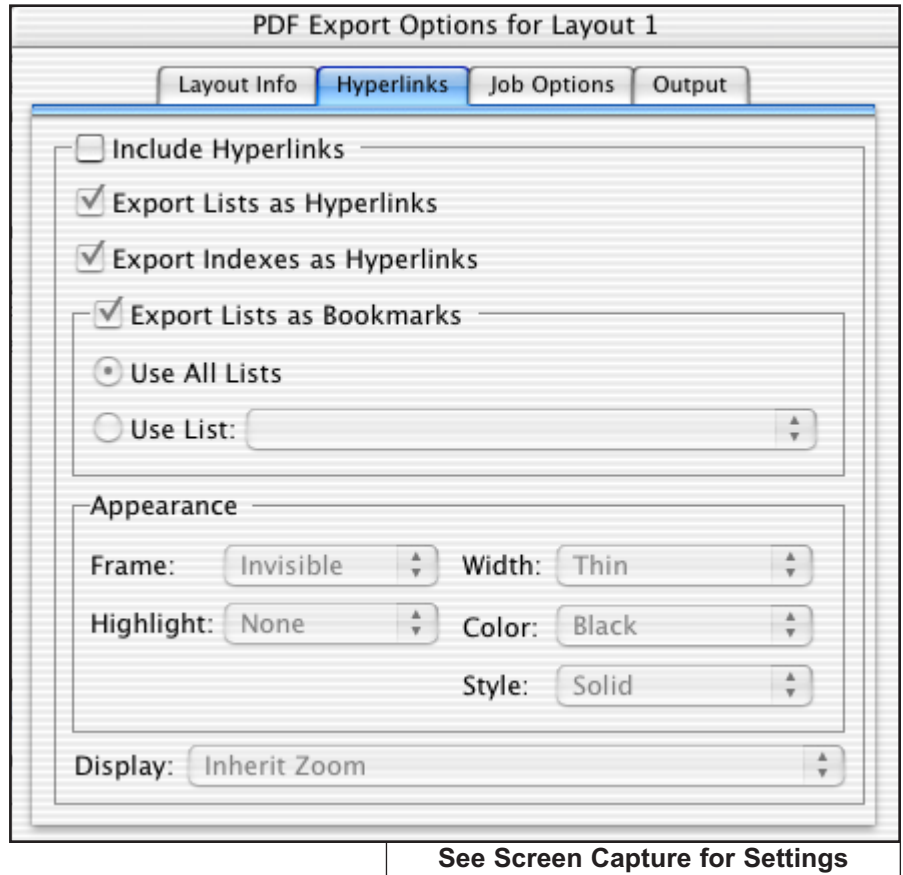 PDF Export Options for Layout 1
Layout Info Hyperlinks Job Options Output
Include Hyperlinks
Export Lists as Hyperlinks
Export Indexes as Hyperlinks
Export Lists as Bookmarks
Use All Lists
Use List:
Appearance
Frame: Invisible Width: Thin
Highlight: None Color: Black
Style: Solid
Display: Inherit Zoom
See Screen Capture for Settings